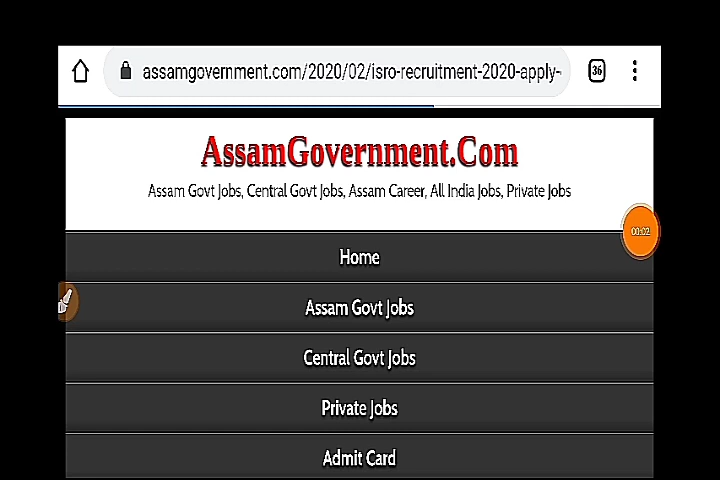 assamgovernment.com/2020/02/isro-recruitment-2020-apply-
36
AssamGovernment.Com
Assam Govt Jobs, Central Govt Jobs, Assam Career, All India Jobs, Private Jobs
00:02
Home
Assam Govt Jobs
Central Govt Jobs
Private Jobs
Admit Card